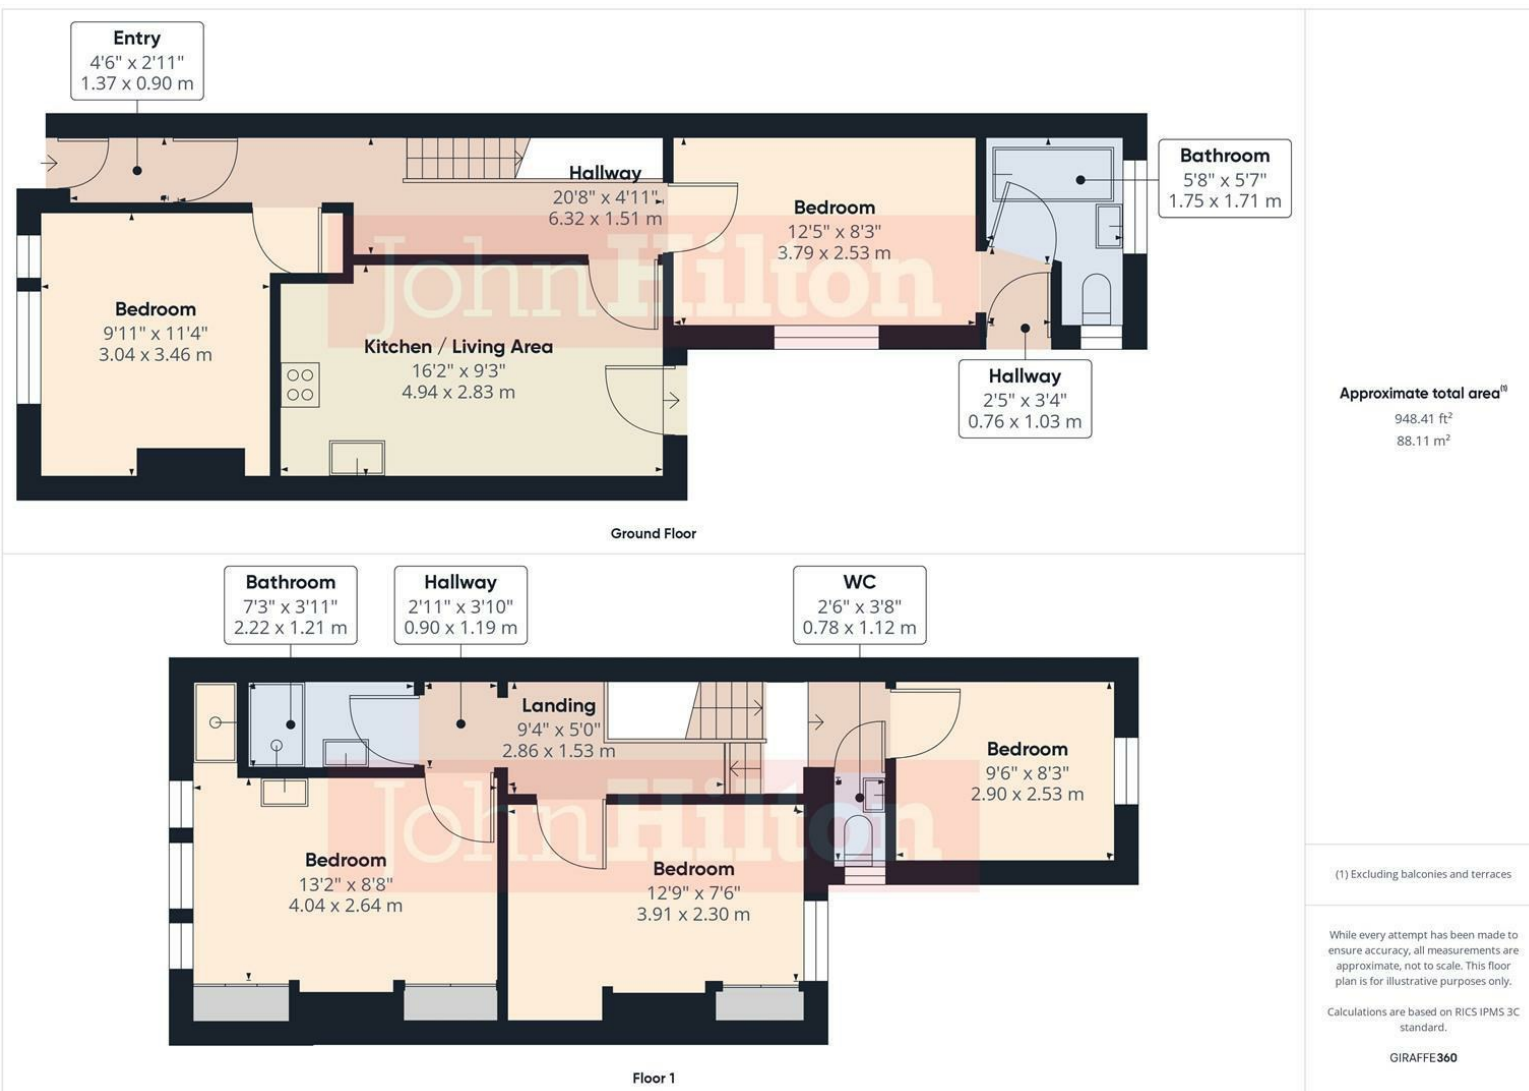 Entry
4'6" x 2'11"
1.37 x 0.90 m
Hallway
20'8" x 4'11"
6.32 x 1.51 m
Bedroom
12'5" x 8'3"
3.79 x 2.53 m
Bathroom
5'8" x 5'7"
1.75 x 1.71 m
Bedroom
9'11" x 11'4"
3.04 x 3.46 m
Kitchen / Living Area
16'2" x 9'3"
4.94 x 2.83 m
Hallway
2'5" x 3'4"
0.76 x 1.03 m
JohnHilton
Ground Floor
Bathroom
7'3" x 3'11"
2.22 x 1.21 m
Hallway
2'11" x 3'10"
0.90 x 1.19 m
WC
2'6" x 3'8"
0.78 x 1.12 m
Landing
9'4" x 5'0"
2.86 x 1.53 m
Bedroom
9'6" x 8'3"
2.90 x 2.53 m
Bedroom
13'2" x 8'8"
4.04 x 2.64 m
Bedroom
12'9" x 7'6"
3.91 x 2.30 m
JohnHilton
Floor 1
Approximate total area(1)
948.41 ft²
88.11 m²
(1) Excluding balconies and terraces
While every attempt has been made to
ensure accuracy, all measurements are
approximate, not to scale. This floor
plan is for illustrative purposes only.
Calculations are based on RICS IPMS 3C
standard.
GIRAFFE360